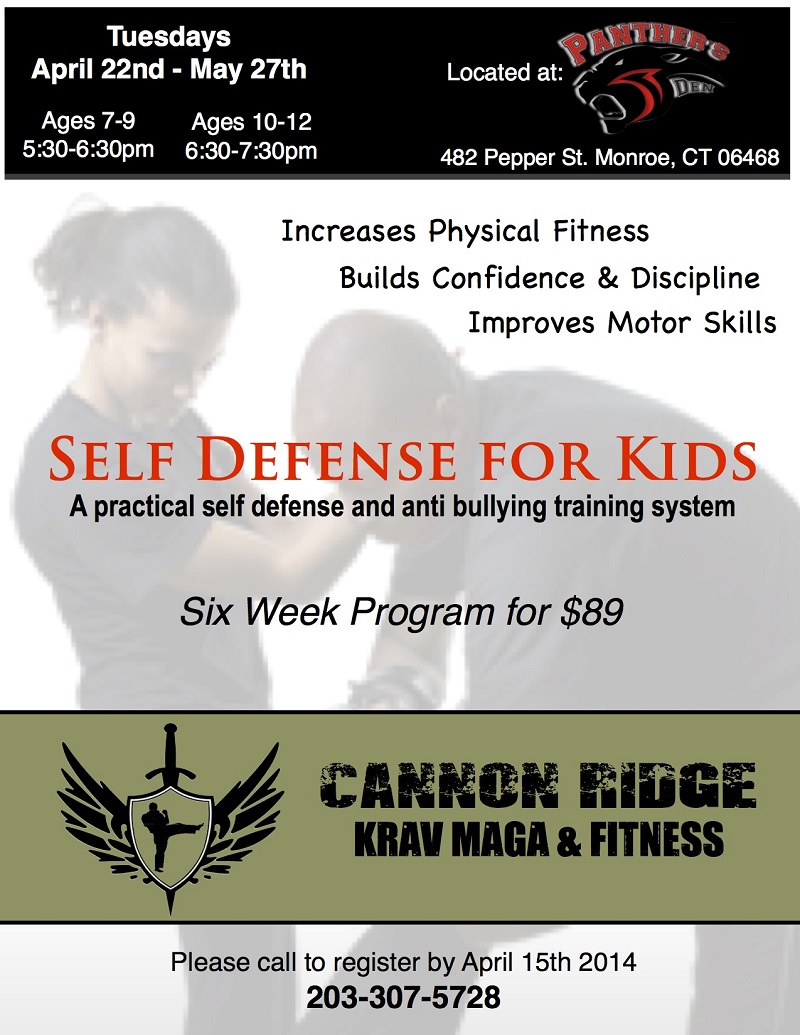 Tuesdays
April 22nd - May 27th
Ages 7-9
5:30-6:30pm
Ages 10-12
6:30-7:30pm
Located at:
PANTHER'S
DEN
482 Pepper St. Monroe, CT 06468
Increases Physical Fitness
Builds Confidence & Discipline
Improves Motor Skills
SELF DEFENSE FOR KIDS
A practical self defense and anti bullying training system
Six Week Program for $89
CANNON RIDGE
KRAV MAGA & FITNESS
Please call to register by April 15th 2014
203-307-5728